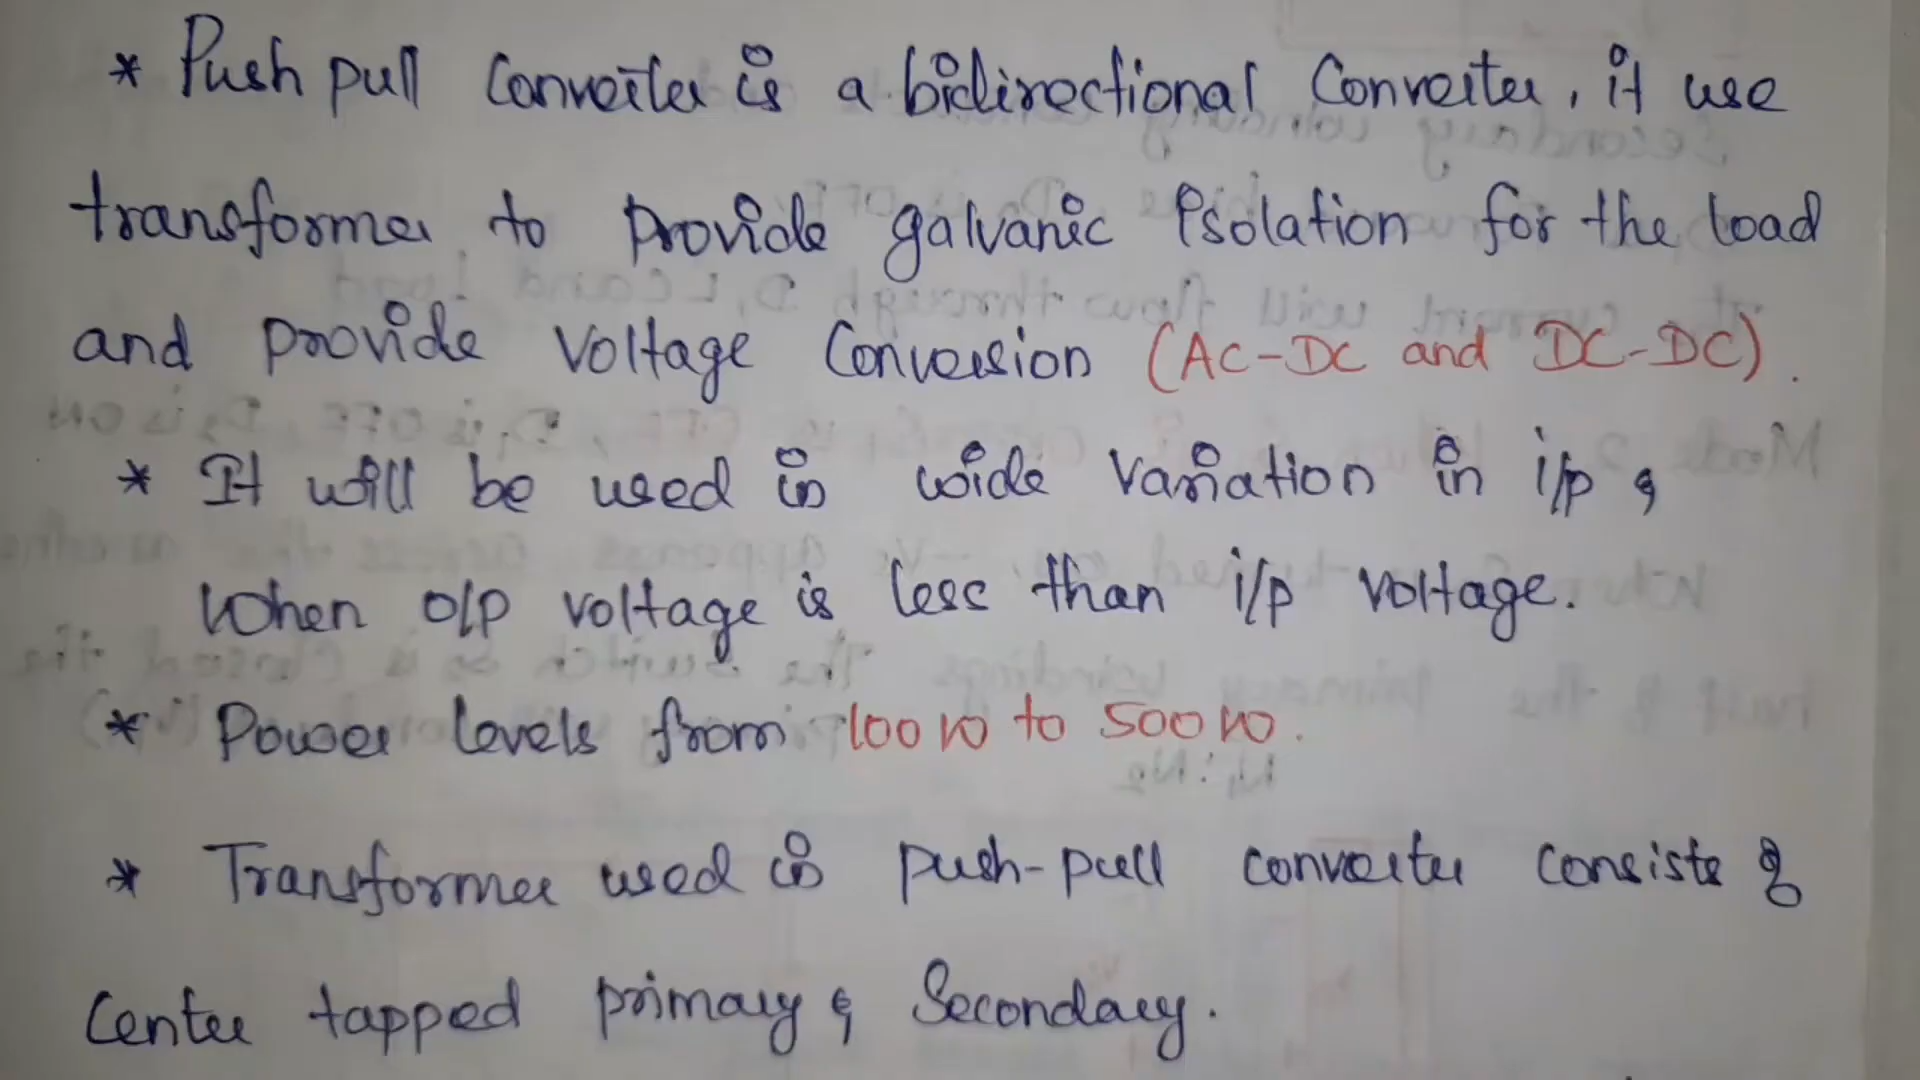 * Push pull Converter is a bidirectional Converter, it use
transformer to provide galvanic isolation for the load
and provide voltage Conversion (AC-DC and DC-DC).
* It will be used in wide variation in i/p &
When o/p voltage is less than i/p voltage.
* Power levels from 100 W to 500 W.
* Transformer used in push-pull converter consists of
Center tapped primary & Secondary.